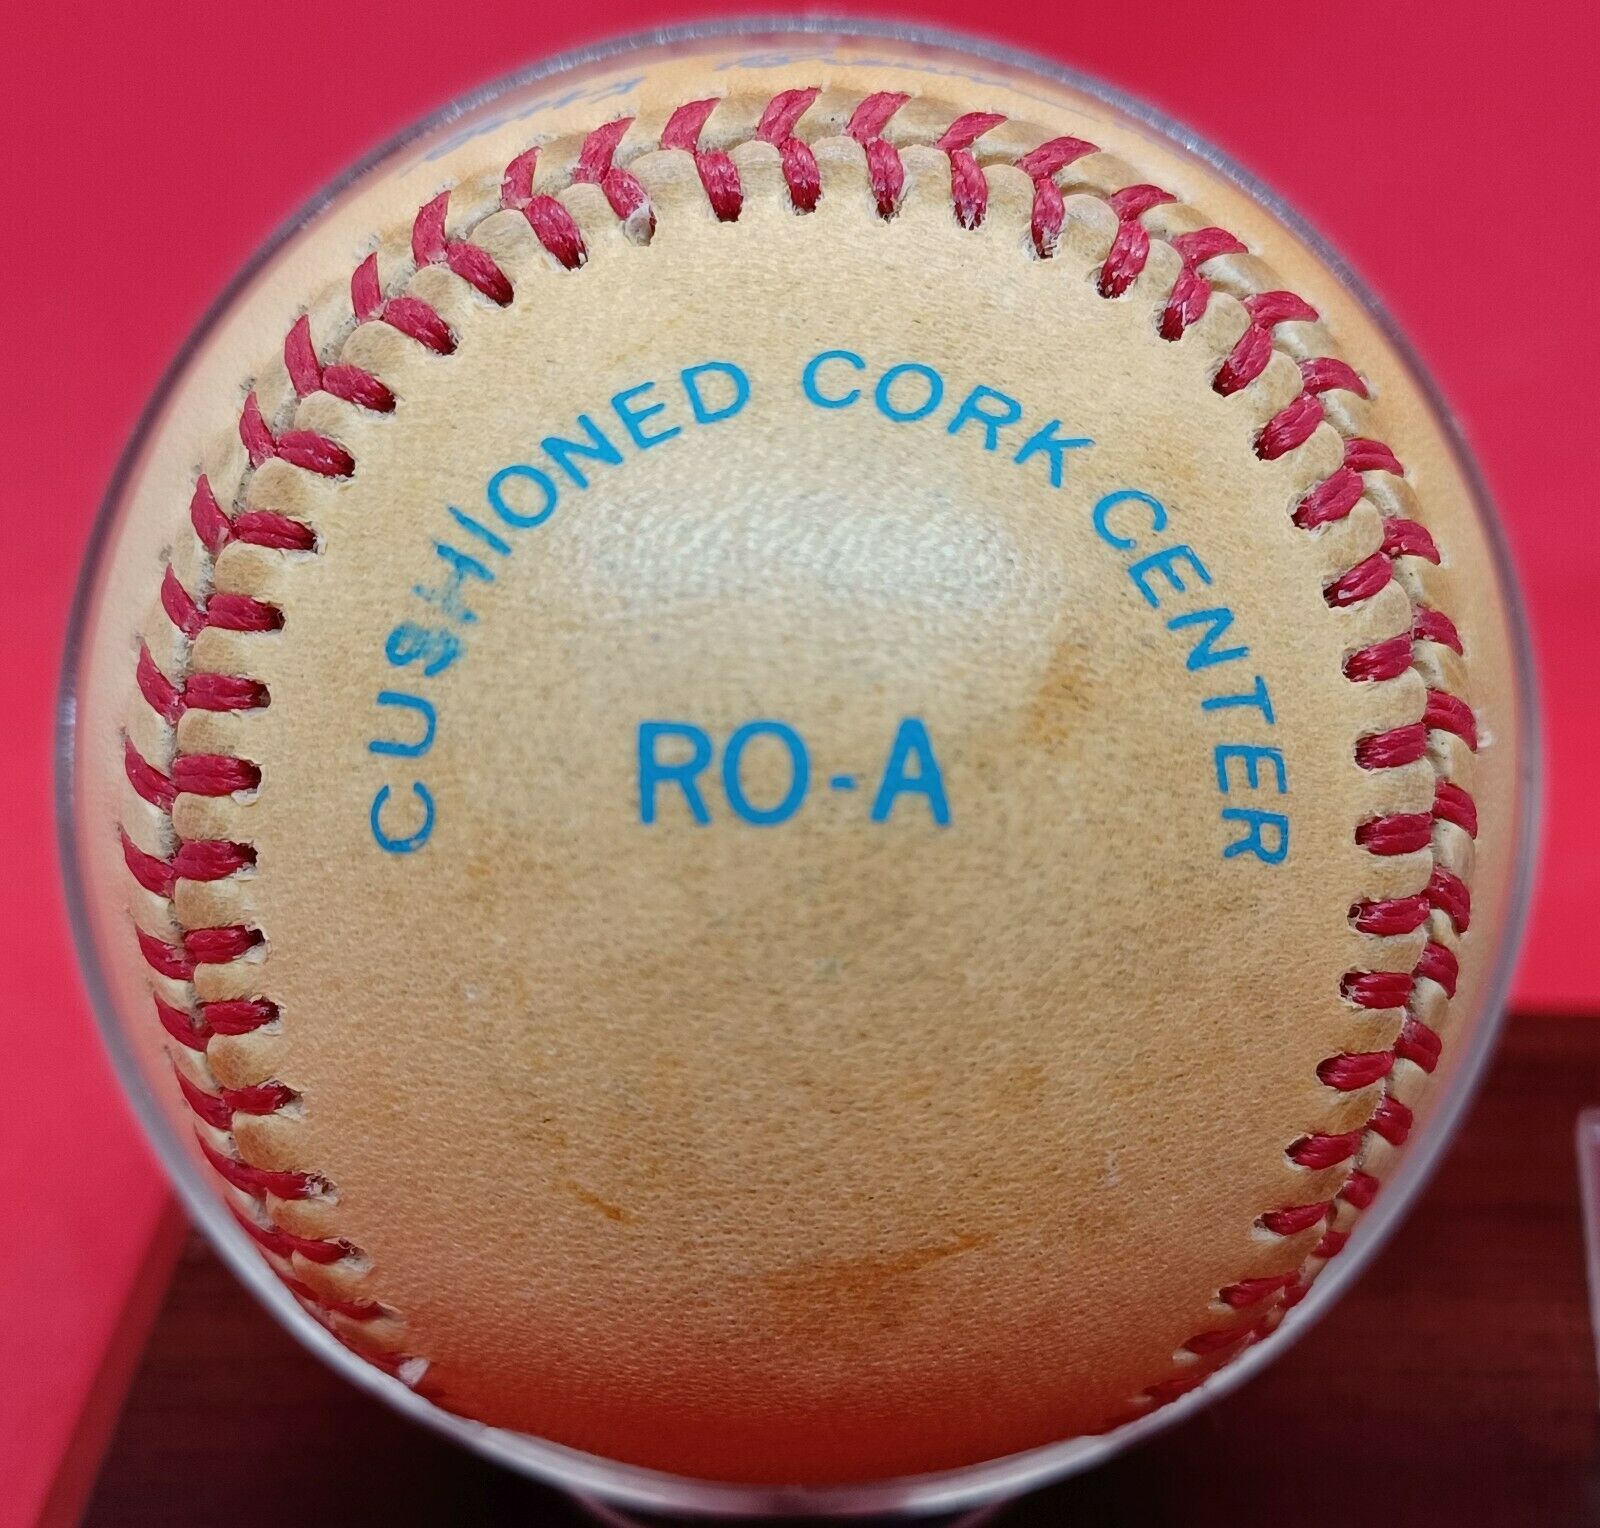 CUSHIONED CORK CENTER
RO-A